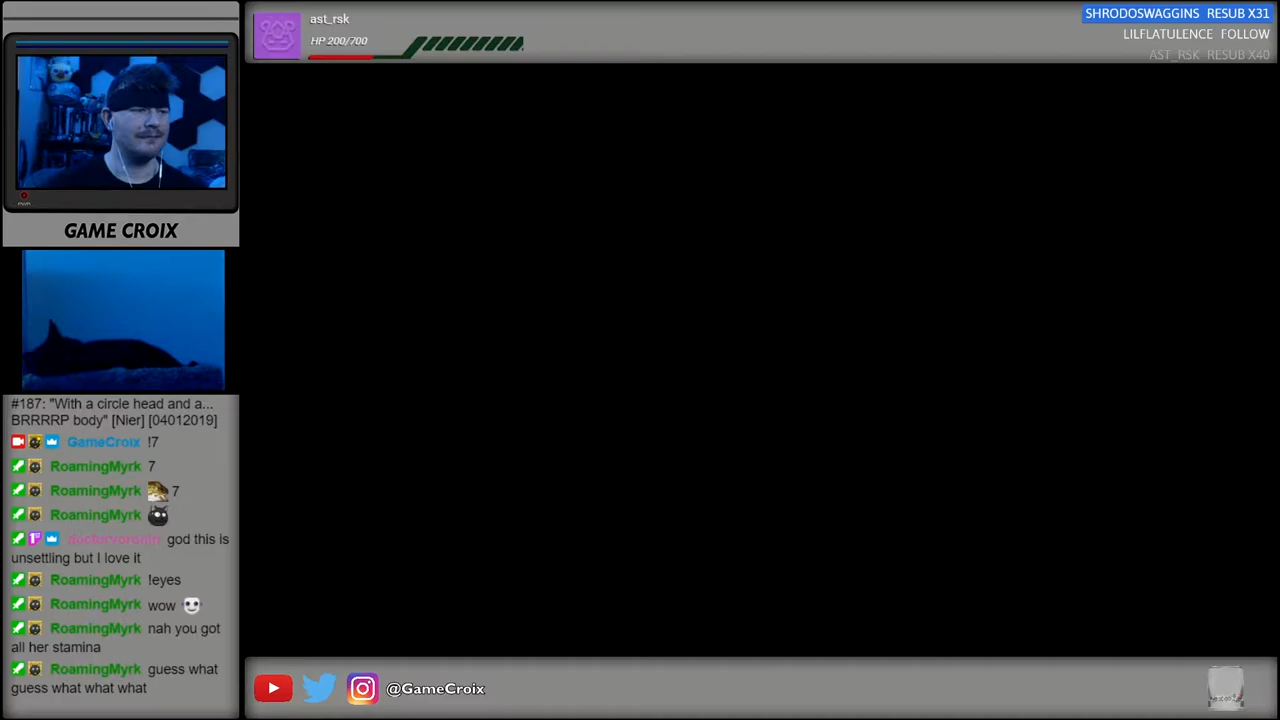 ast_rsk
HP 200/700
SHRODOSWAGGINS RESUB X31
LILFLATULENCE FOLLOW
AST_RSK RESUB X40
PWR
GAME CROIX
#187: "With a circle head and a...
BRRRRP body" [Nier] [04012019]
GameCroix !7
RoamingMyrk 7
RoamingMyrk 7
RoamingMyrk
doctorvoronin god this is
unsettling but I love it
RoamingMyrk !eyes
RoamingMyrk wow
RoamingMyrk nah you got
all her stamina
RoamingMyrk guess what
guess what what what
@GameCroix